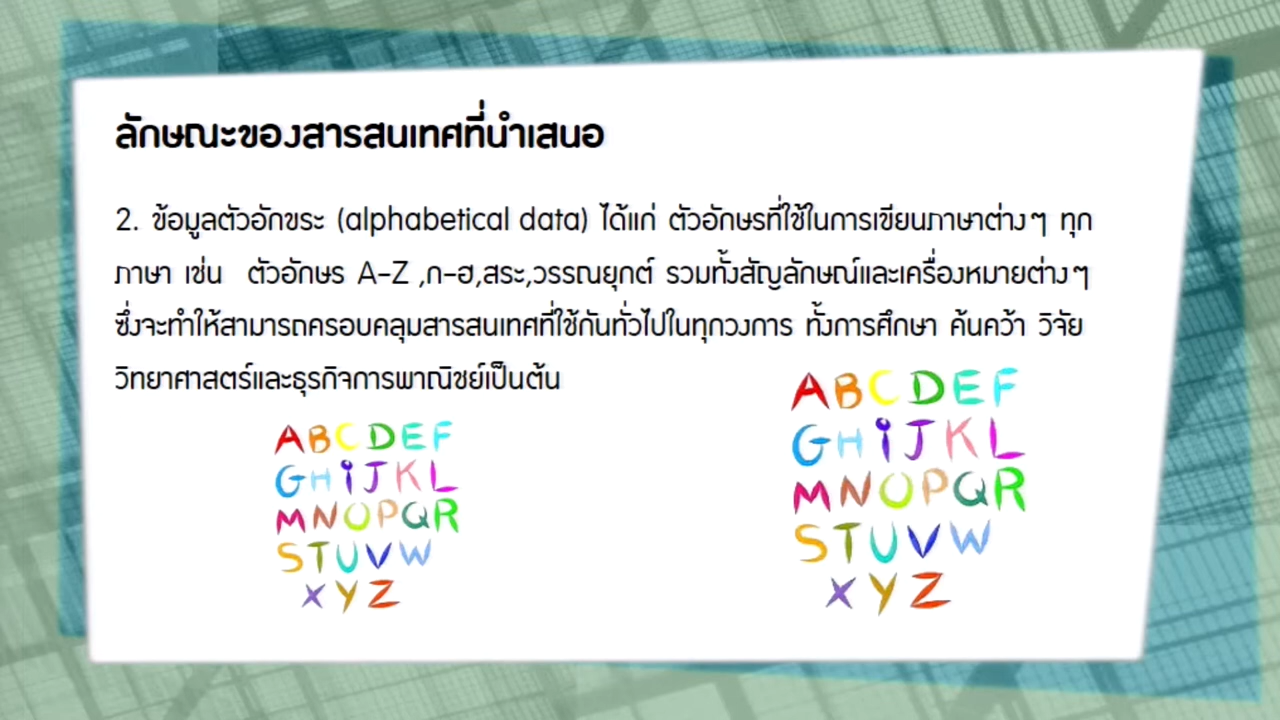 ลักษณะของสารสนเทศที่นำเสนอ
2. ข้อมูลตัวอักขระ (alphabetical data) ได้แก่ ตัวอักษรที่ใช้ในการเขียนภาษาต่างๆ ทุก
ภาษา เช่น ตัวอักษร A-Z ,ก-ฮ,สระ,วรรณยุกต์ รวมทั้งสัญลักษณ์และเครื่องหมายต่างๆ
ซึ่งจะทำให้สามารถครอบคลุมสารสนเทศที่ใช้กันทั่วไปในทุกวงการ ทั้งการศึกษา ค้นคว้า วิจัย
วิทยาศาสตร์และธุรกิจการพาณิชย์เป็นต้น
ABCDEF
GHIJKL
MNOPQR
STUVW
XYZ
ABCDEF
GHIJKL
MNOPQR
STUVW
XYZ